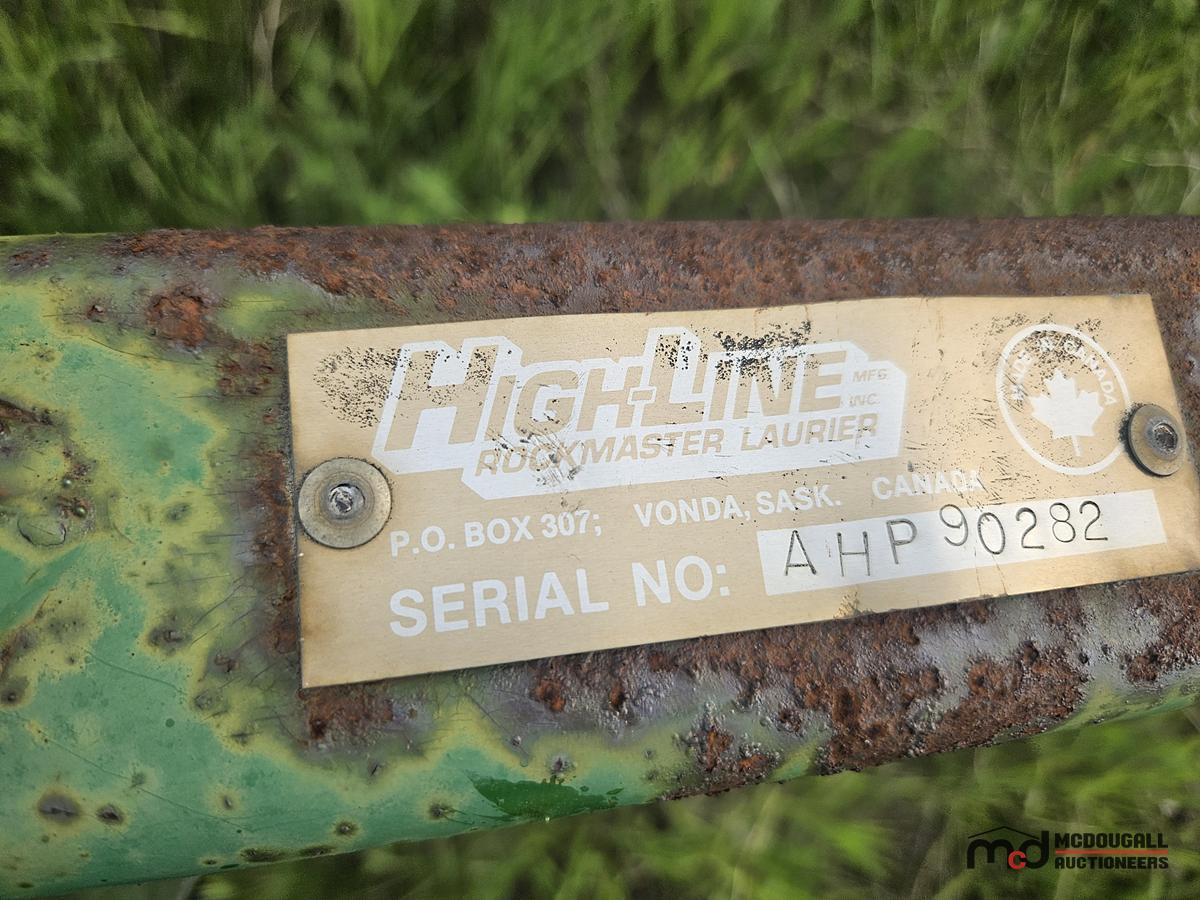 HIGH-LINE MFG. INC.
ROCKMASTER LAURIER
MADE IN CANADA
P.O. BOX 307; VONDA, SASK. CANADA
SERIAL NO: AHP 90282
mcd MCDOUGALL
AUCTIONEERS